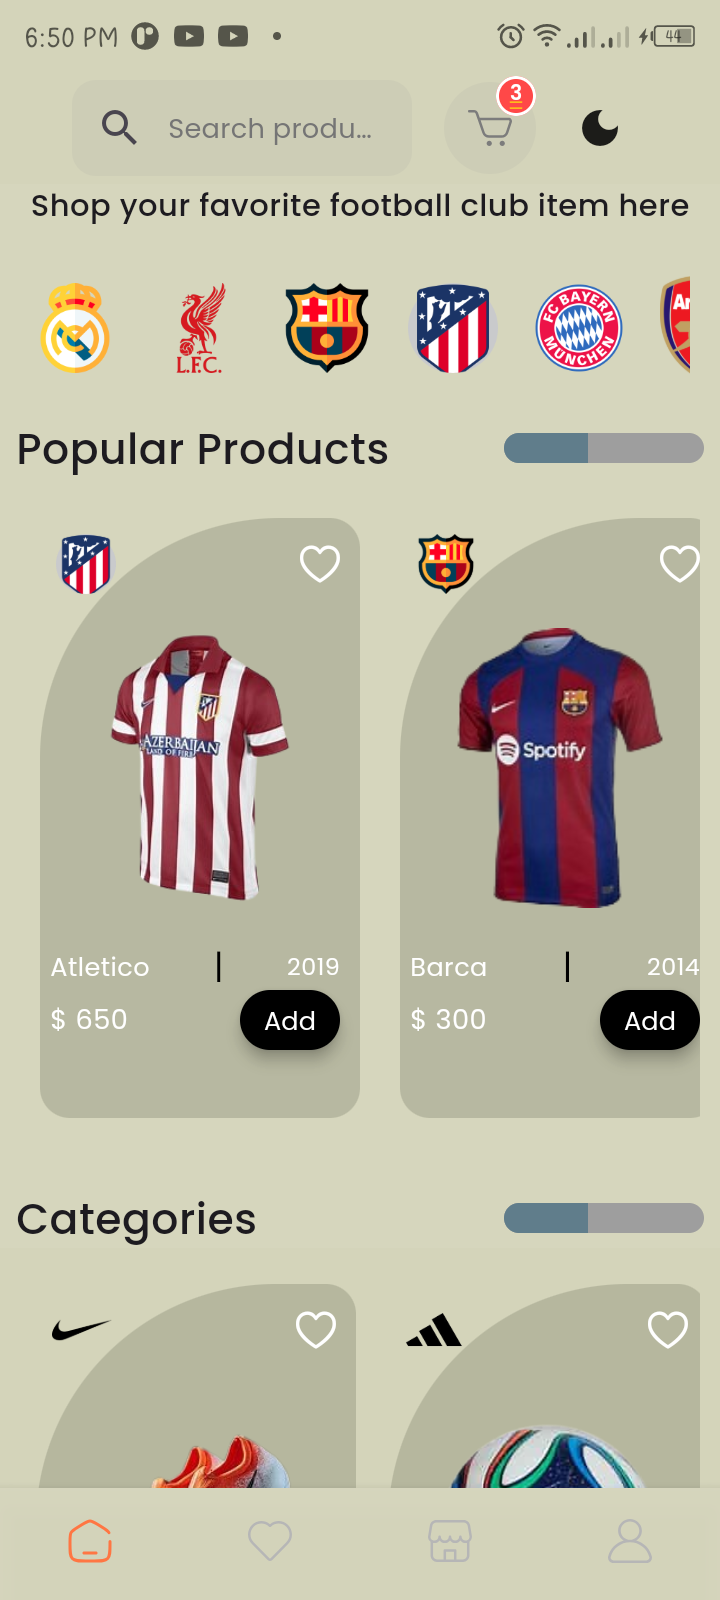 6:50 PM
44
3
Search produ...
Shop your favorite football club item here
L.F.C.
FC BAYERN
MÜNCHEN
Ar
Popular Products
AZERBAIJAN
LAND OF FIRE
Spotify
Atletico | 2019
Barca | 2014
$ 650 Add
$ 300 Add
Categories